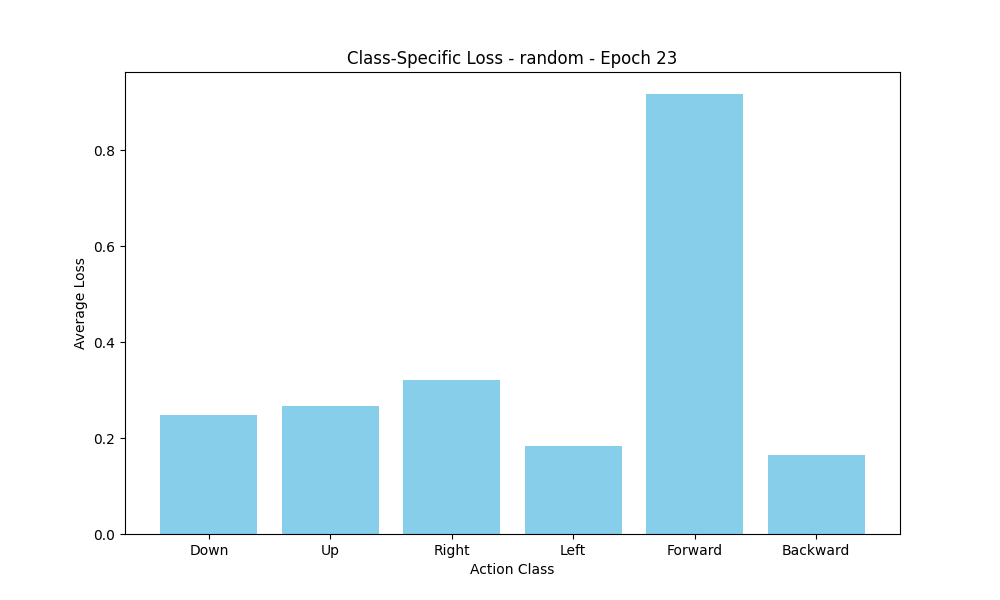 Class-Specific Loss - random - Epoch 23
Average Loss
0.8
0.6
0.4
0.2
0.0
Down Up Right Left Forward Backward
Action Class